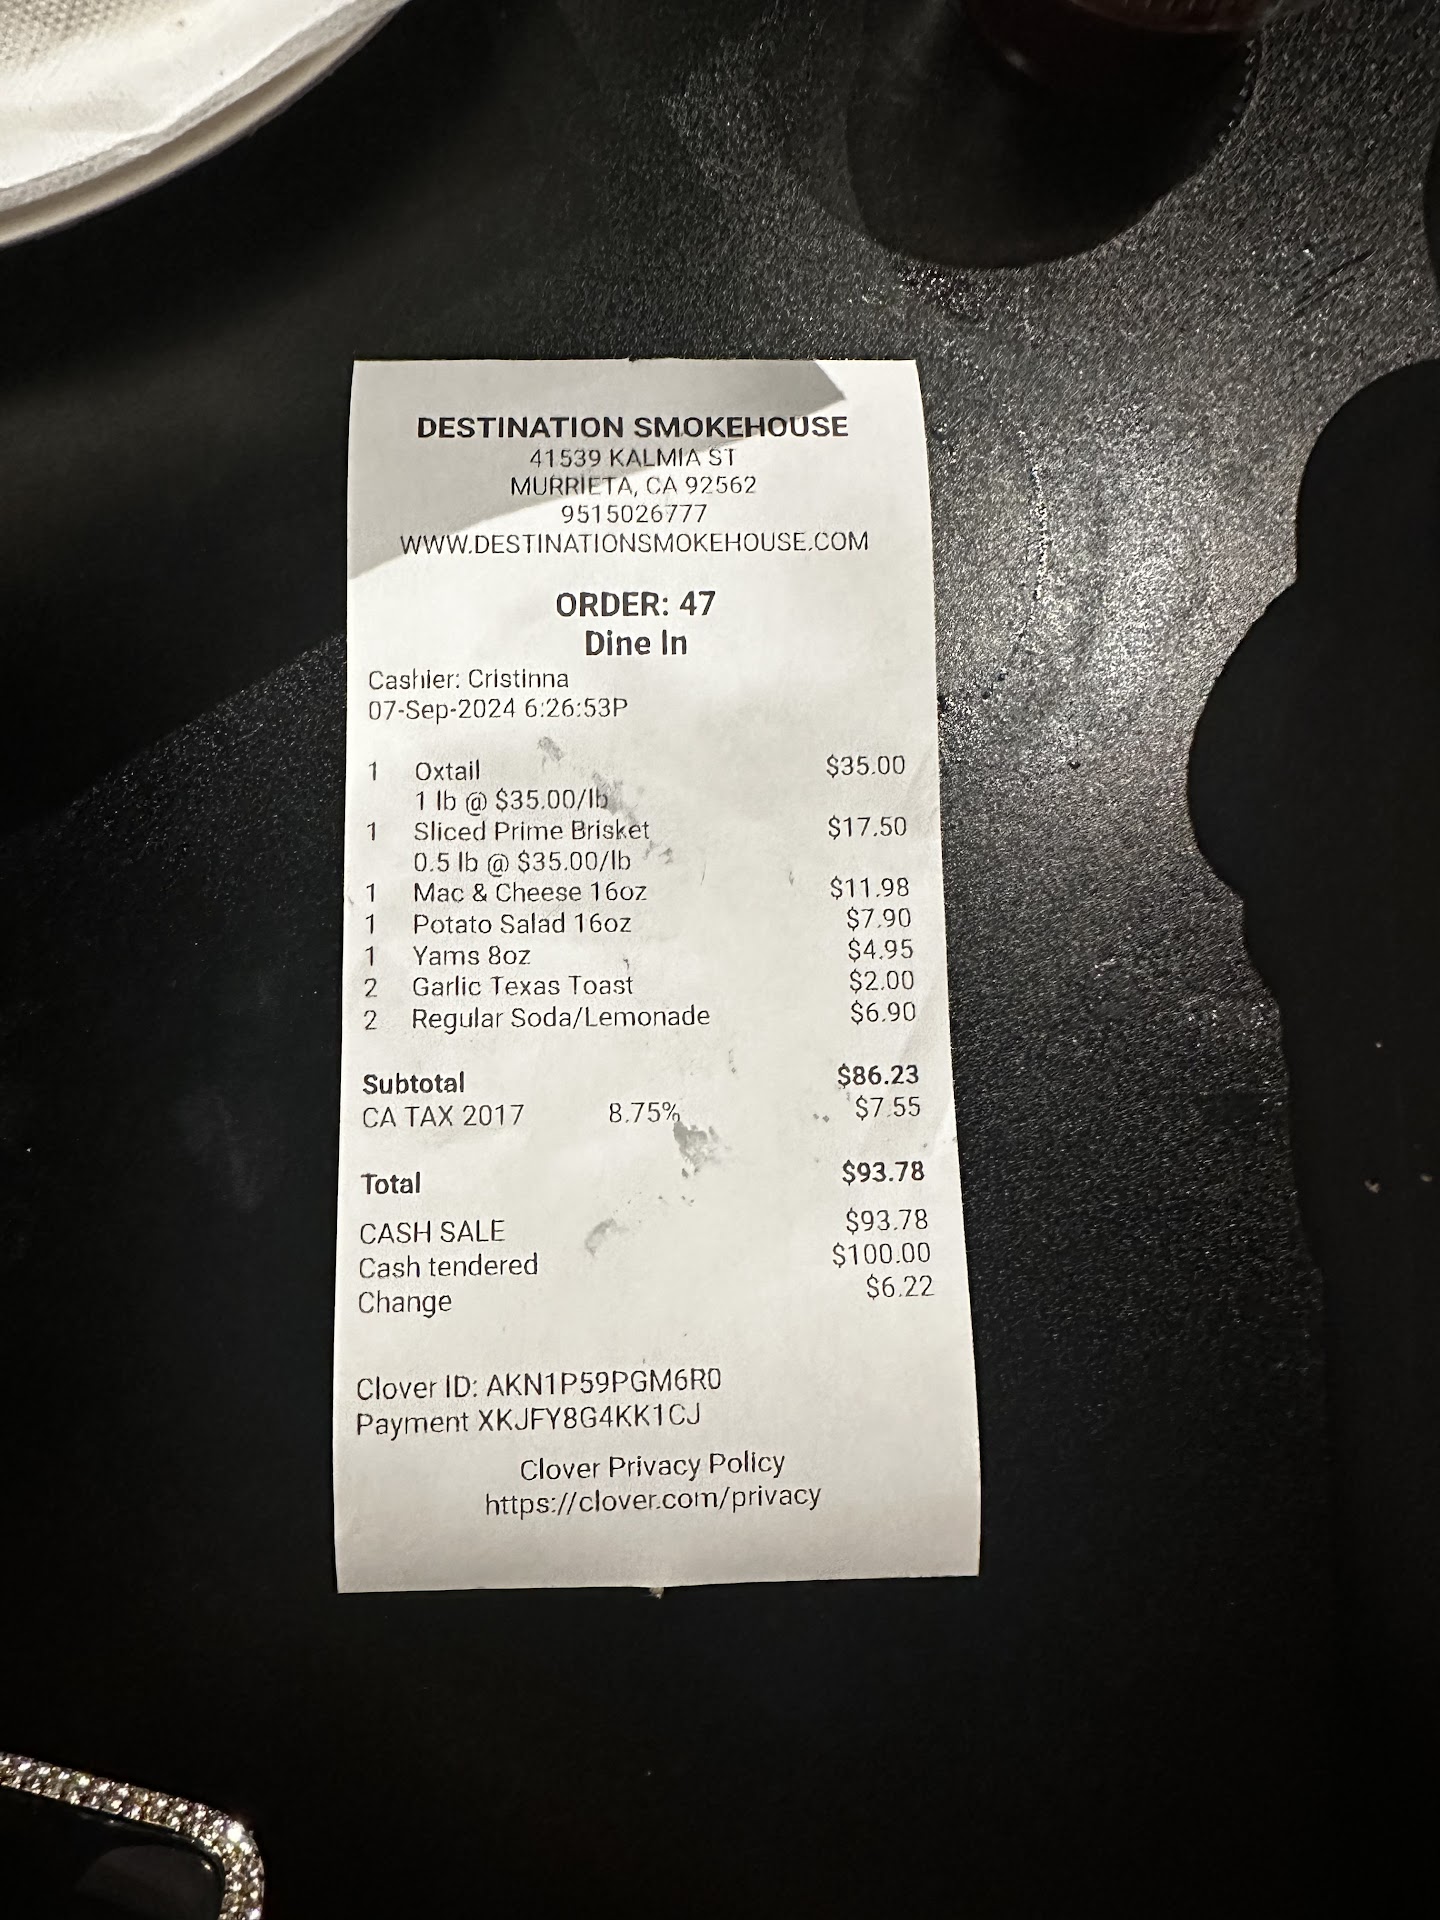 DESTINATION SMOKEHOUSE
41539 KALMIA ST
MURRIETA, CA 92562
9515026777
WWW.DESTINATIONSMOKEHOUSE.COM
ORDER: 47
Dine In
Cashier: Cristinna
07-Sep-2024 6:26:53P
1 Oxtail $35.00
1 lb @ $35.00/lb
1 Sliced Prime Brisket $17.50
0.5 lb @ $35.00/lb
1 Mac & Cheese 16oz $11.98
1 Potato Salad 16oz $7.90
1 Yams 8oz $4.95
2 Garlic Texas Toast $2.00
2 Regular Soda/Lemonade $6.90
Subtotal $86.23
CA TAX 2017 8.75% $7.55
Total $93.78
CASH SALE $93.78
Cash tendered $100.00
Change $6.22
Clover ID: AKN1P59PGM6R0
Payment XKJFY8G4KK1CJ
Clover Privacy Policy
https://clover.com/privacy